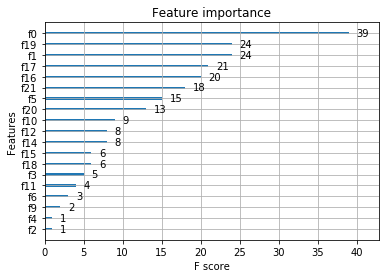 Feature importance
f0 39
f19 24
f1 24
f17 21
f16 20
f21 18
f5 15
f20 13
f10 9
f12 8
f14 8
f15 6
f18 6
f3 5
f11 4
f6 3
f9 2
f4 1
f2 1
Features
0 5 10 15 20 25 30 35 40
F score